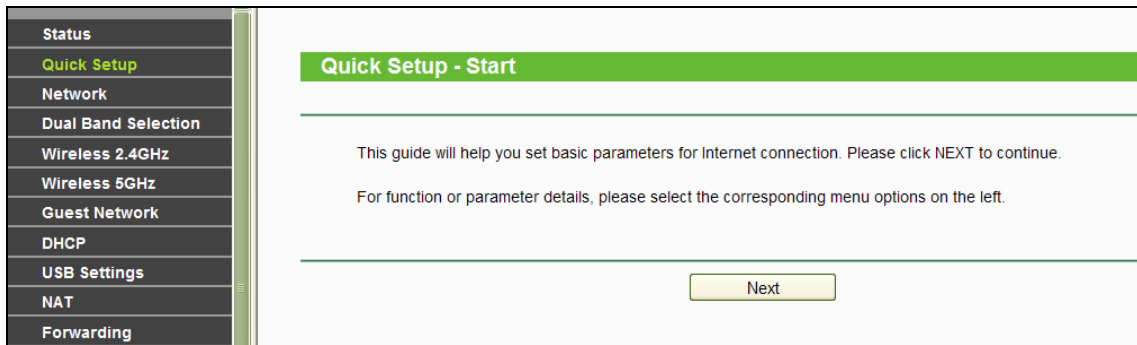 Status
Quick Setup
Network
Dual Band Selection
Wireless 2.4GHz
Wireless 5GHz
Guest Network
DHCP
USB Settings
NAT
Forwarding
Quick Setup - Start
This guide will help you set basic parameters for Internet connection. Please click NEXT to continue.
For function or parameter details, please select the corresponding menu options on the left.
Next